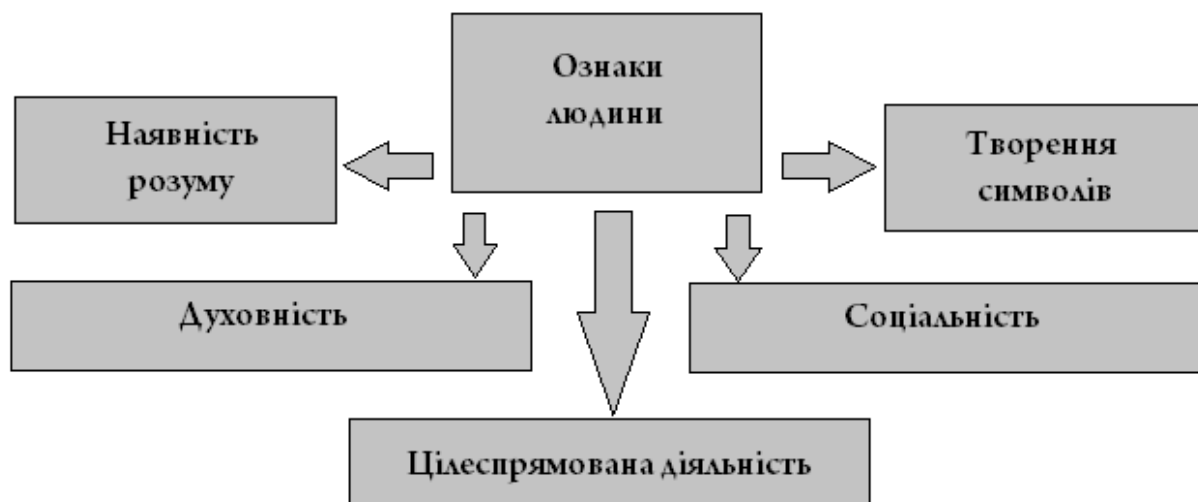 Ознаки
людини
Наявність
розуму
Творення
символів
Духовність
Соціальність
Цілеспрямована діяльність